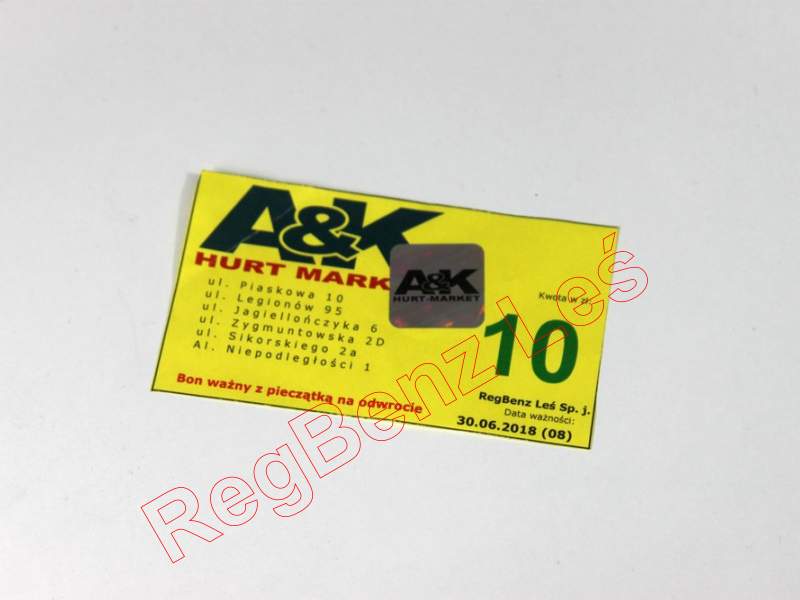 A&K
HURT MARK
A&K
HURT-MARKET
ul. Piaskowa 10
ul. Legionów 95
ul. Jagiellończyka 6
ul. Zygmuntowska 2D
ul. Sikorskiego 2a
Al. Niepodległości 1
Bon ważny z pieczątką na odwrocie
Kwota w zł.
10
RegBenz Leś Sp. j.
Data ważności:
30.06.2018 (08)
RegBenz Leś